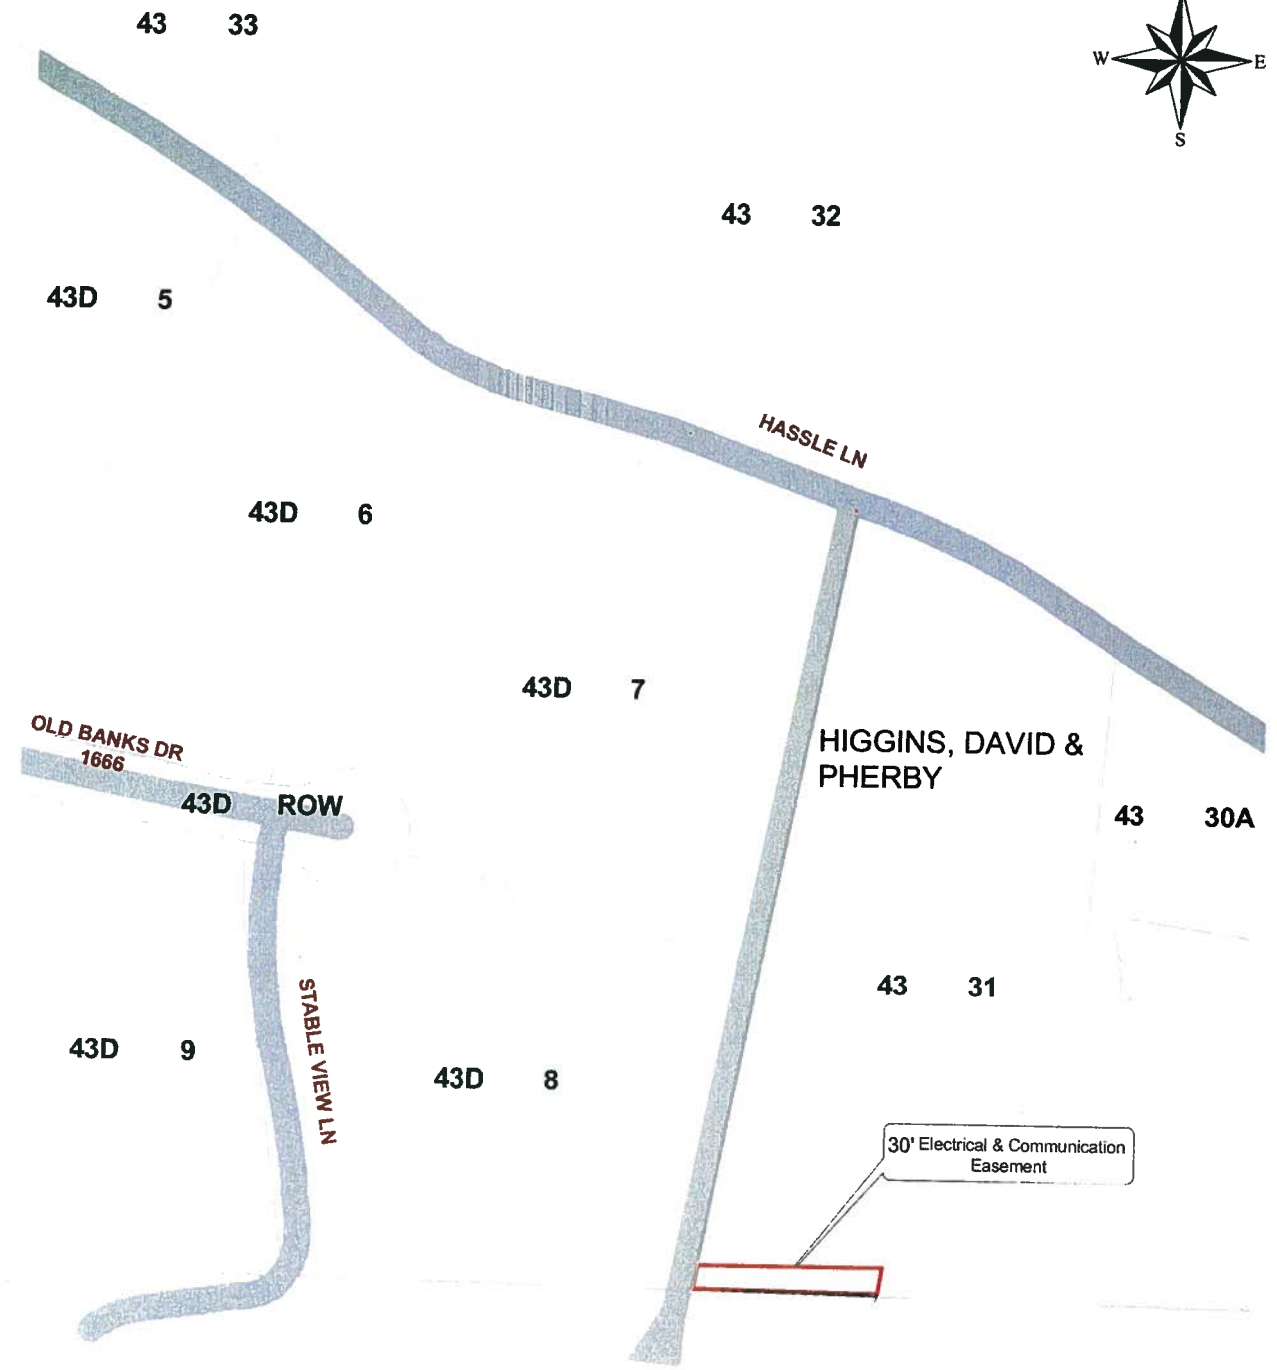 43 33
W E
S
43 32
43D 5
HASSLE LN
43D 6
43D 7
OLD BANKS DR
1666
HIGGINS, DAVID &
PHERBY
43D ROW
43 30A
43 31
STABLE VIEW LN
43D 9
43D 8
30' Electrical & Communication
Easement